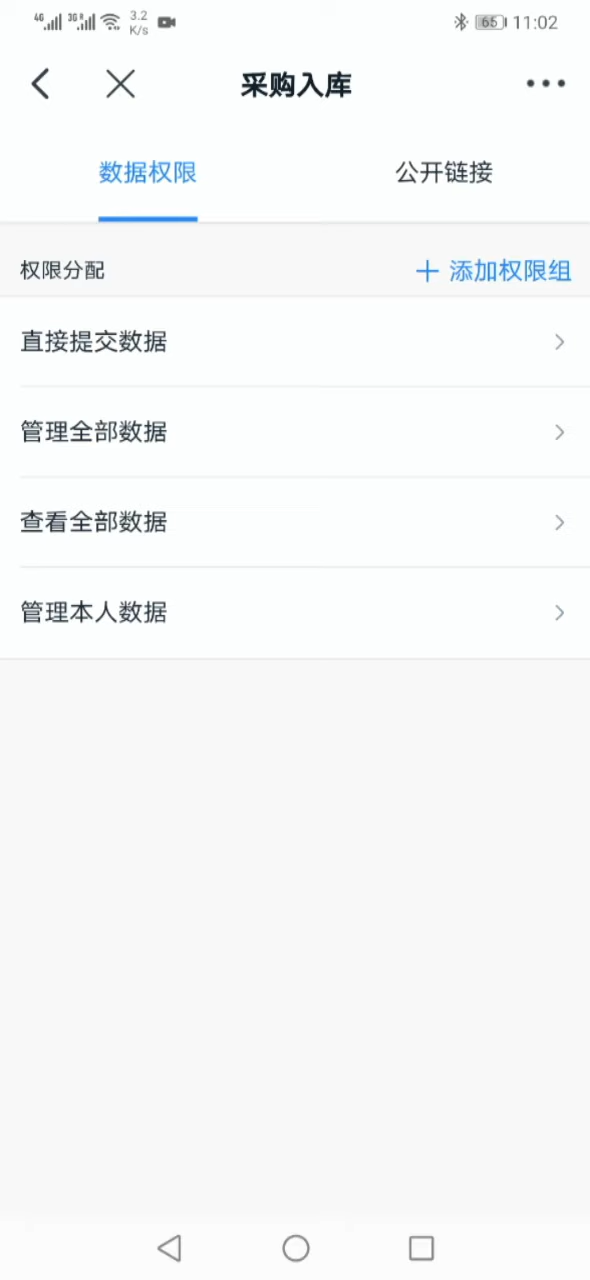 4G 3G R 3.2 K/s 65 11:02
采购入库
数据权限 公开链接
权限分配 添加权限组
直接提交数据
管理全部数据
查看全部数据
管理本人数据